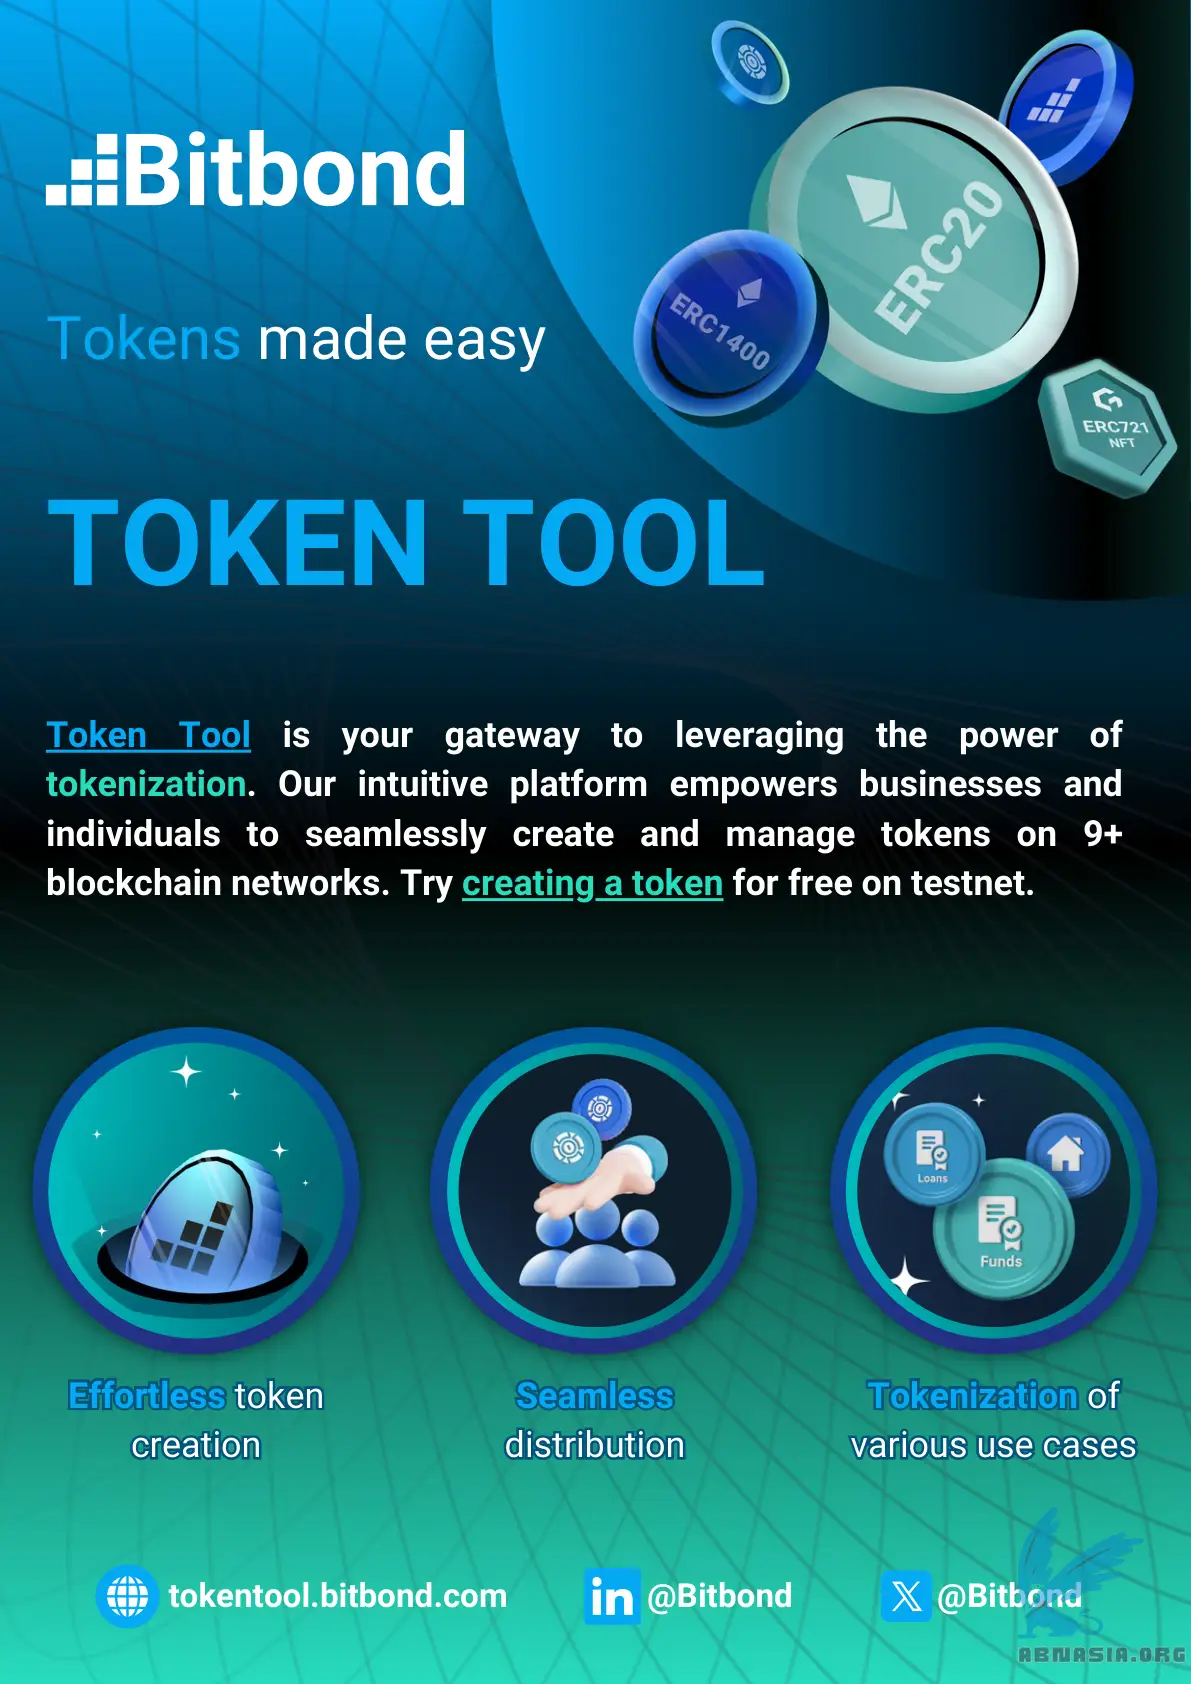 Bitbond
ERC20
ERC1400
ERC721
NFT
Tokens made easy
TOKEN TOOL
Token Tool is your gateway to leveraging the power of
tokenization. Our intuitive platform empowers businesses and
individuals to seamlessly create and manage tokens on 9+
blockchain networks. Try creating a token for free on testnet.
Loans
Funds
Effortless token
creation
Seamless
distribution
Tokenization of
various use cases
tokentool.bitbond.com
in @Bitbond
X @Bitbond
ABNASIA.ORG